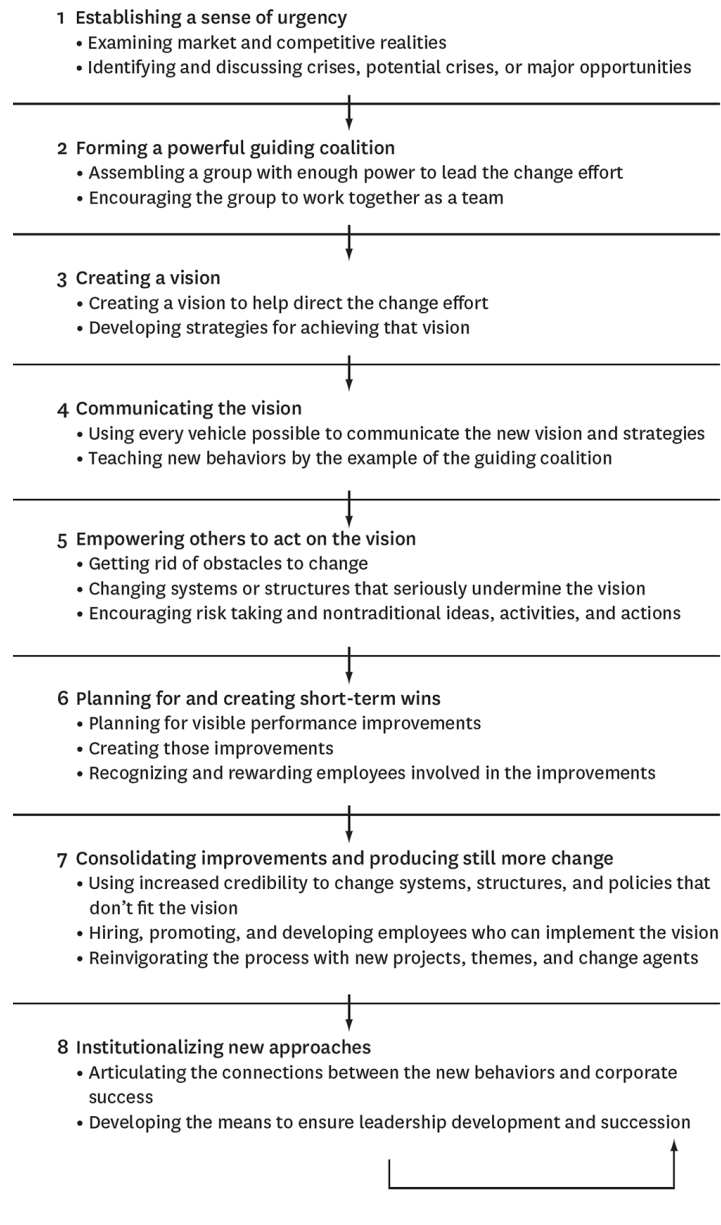 1 Establishing a sense of urgency
• Examining market and competitive realities
• Identifying and discussing crises, potential crises, or major opportunities
2 Forming a powerful guiding coalition
• Assembling a group with enough power to lead the change effort
• Encouraging the group to work together as a team
3 Creating a vision
• Creating a vision to help direct the change effort
• Developing strategies for achieving that vision
4 Communicating the vision
• Using every vehicle possible to communicate the new vision and strategies
• Teaching new behaviors by the example of the guiding coalition
5 Empowering others to act on the vision
• Getting rid of obstacles to change
• Changing systems or structures that seriously undermine the vision
• Encouraging risk taking and nontraditional ideas, activities, and actions
6 Planning for and creating short-term wins
• Planning for visible performance improvements
• Creating those improvements
• Recognizing and rewarding employees involved in the improvements
7 Consolidating improvements and producing still more change
• Using increased credibility to change systems, structures, and policies that
don’t fit the vision
• Hiring, promoting, and developing employees who can implement the vision
• Reinvigorating the process with new projects, themes, and change agents
8 Institutionalizing new approaches
• Articulating the connections between the new behaviors and corporate
success
• Developing the means to ensure leadership development and succession